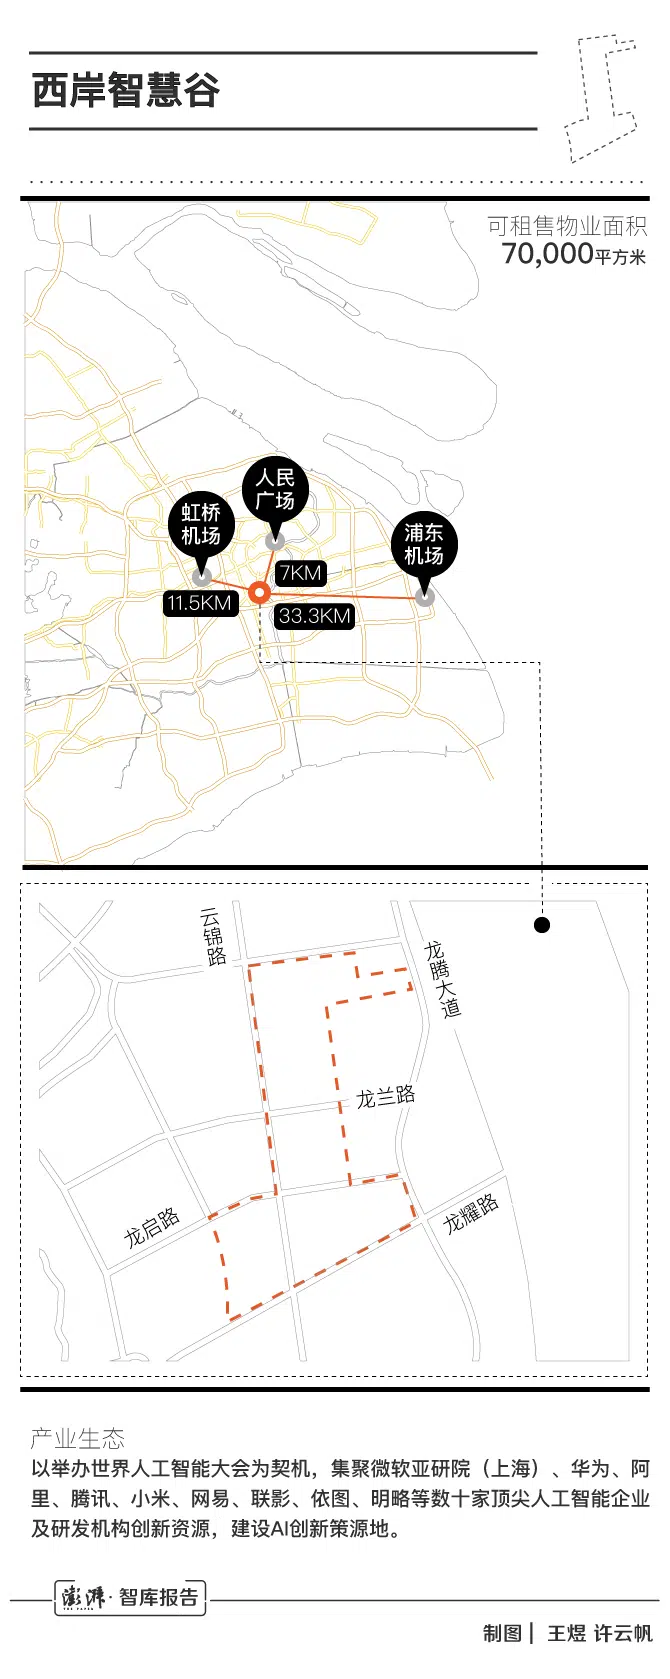 西岸智慧谷
可租售物业面积
70,000平方米
人民
广场
虹桥
机场
浦东
机场
7KM
11.5KM
33.3KM
云锦路
龙腾大道
龙兰路
龙启路
龙耀路
产业生态
以举办世界人工智能大会为契机，集聚微软亚研院（上海）、华为、阿
里、腾讯、小米、网易、联影、依图、明略等数十家顶尖人工智能企业
及研发机构创新资源，建设AI创新策源地。
澎湃·智库报告
THE PAPER
制图| 王煜 许云帆